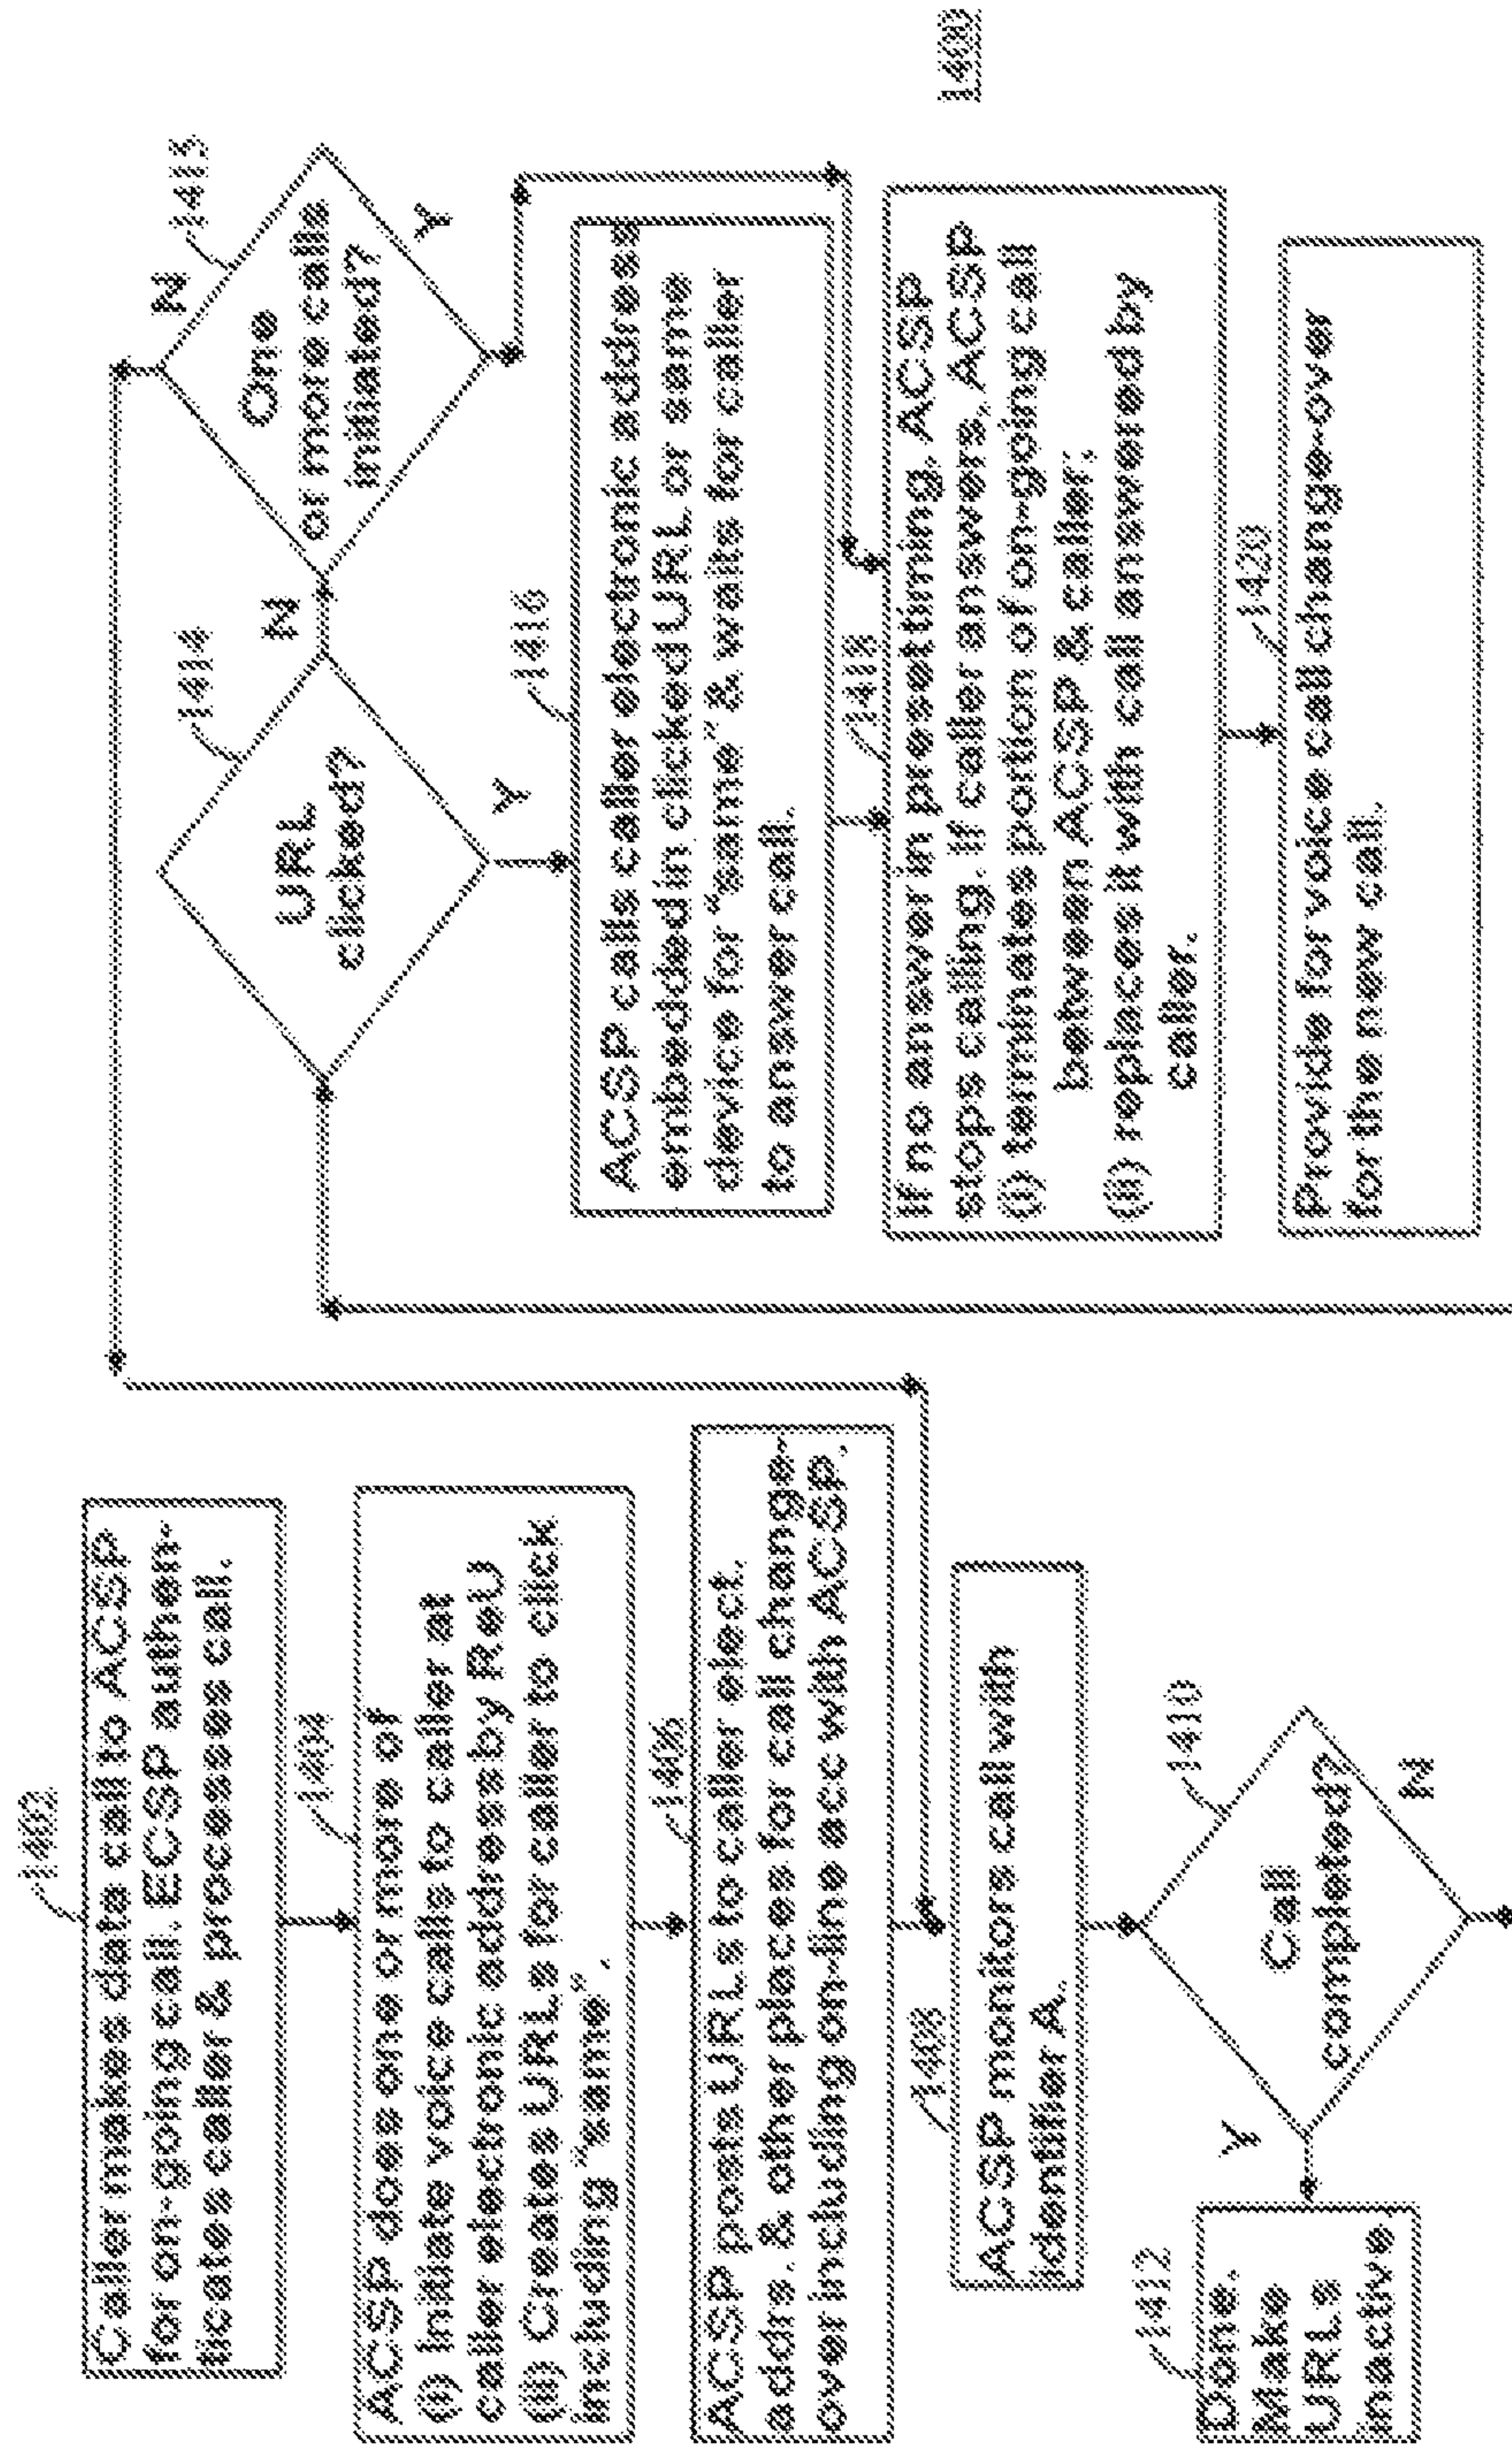 1402
Caller makes data call to ACSP
for on-going call. ECSP authen-
ticates caller & processes call.
1404
ACSP does one or more of
(i) Initiate voice calls to caller at
caller electronic address by ReU
(ii) Creates URLs for caller to click
including "same".
1406
ACSP posts URLs to caller elect.
addrs. & other places for call change-
over including on-line acc with ACSP.
1408
ACSP monitors call with
identifier A.
1410
Call
completed?
Y
N
1412
Done.
Make
URLs
inactive
1414
URL
clicked?
N
Y
1415
One
or more calls
initiated?
N
Y
1416
ACSP calls caller electronic address
embedded in clicked URL or same
device for "same" & waits for caller
to answer call.
1418
If no answer in preset timing, ACSP
stops calling. If caller answers, ACSP
(i) terminates portion of on-going call
between ACSP & caller;
(ii) replaces it with call answered by
caller.
1420
Provide for voice call change-over
for the new call.
1400